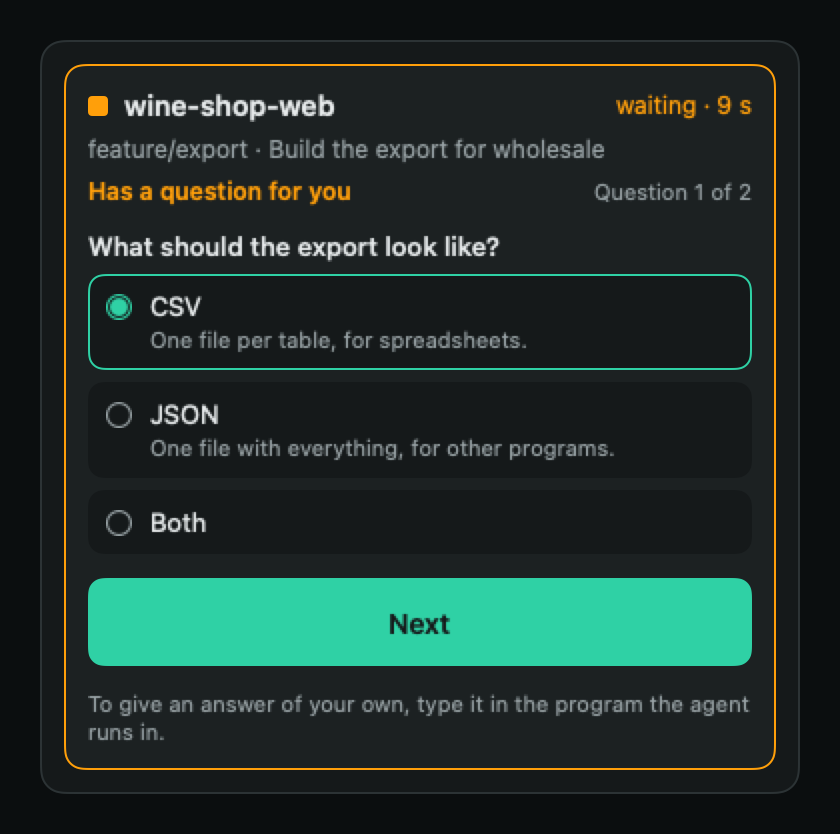 wine-shop-web
waiting · 9 s
feature/export · Build the export for wholesale
Has a question for you
Question 1 of 2
What should the export look like?
CSV
One file per table, for spreadsheets.
JSON
One file with everything, for other programs.
Both
Next
To give an answer of your own, type it in the program the agent
runs in.